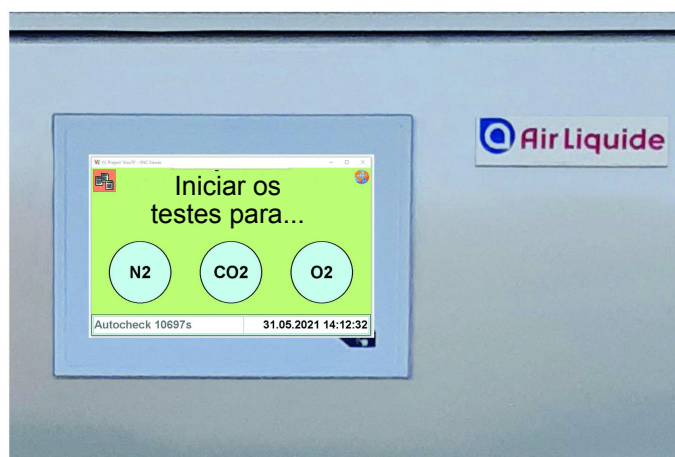 Iniciar os
testes para...
N2
CO2
O2
Autocheck 10697s
31.05.2021 14:12:32
Air Liquide